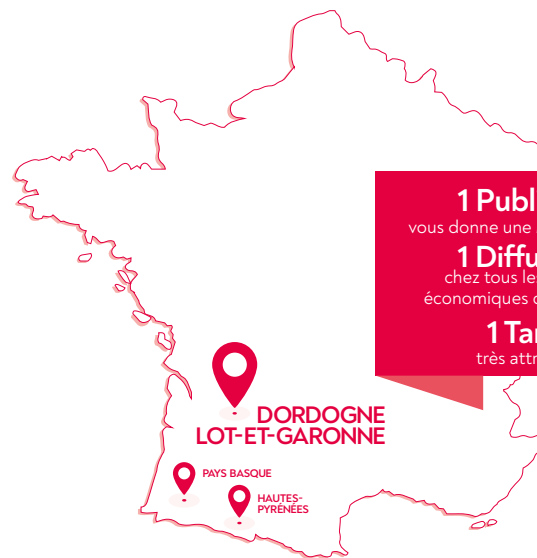 1 Publ
vous donne une
1 Diffu
chez tous les
économiques
1 Ta
très attr
DORDOGNE
LOT-ET-GARONNE
PAYS BASQUE
HAUTES-
PYRÉNÉES